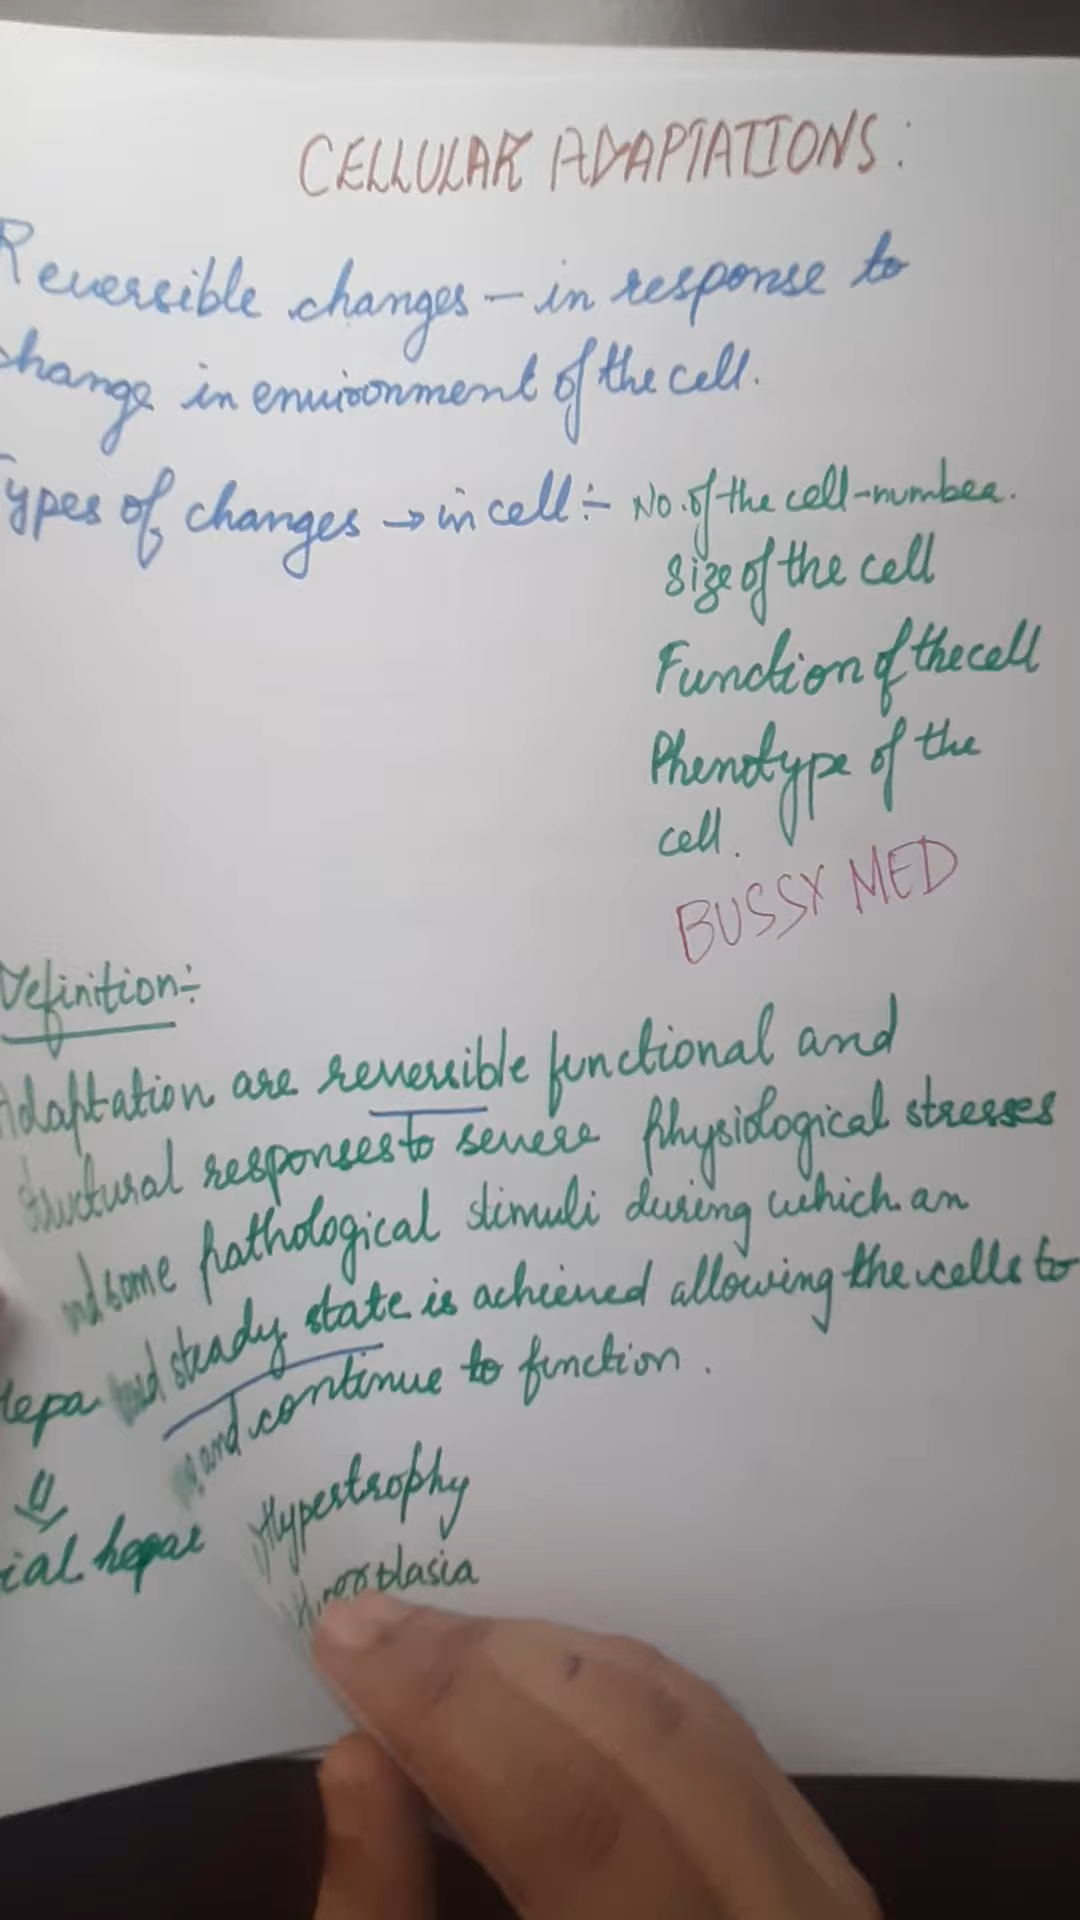 CELLULAR ADAPTATIONS:
Reversible changes - in response to
change in environment of the cell.
Types of changes → in cell :- No. of the cell-number.
Size of the cell
Function of the cell
Phenotype of the
cell.
BUSSY MED
Definition:-
Adaptation are reversible functional and
structural responses to severe physiological stresses
and some pathological stimuli during which an
steady state is achieved allowing the cells to
and continue to function.
Hypertrophy